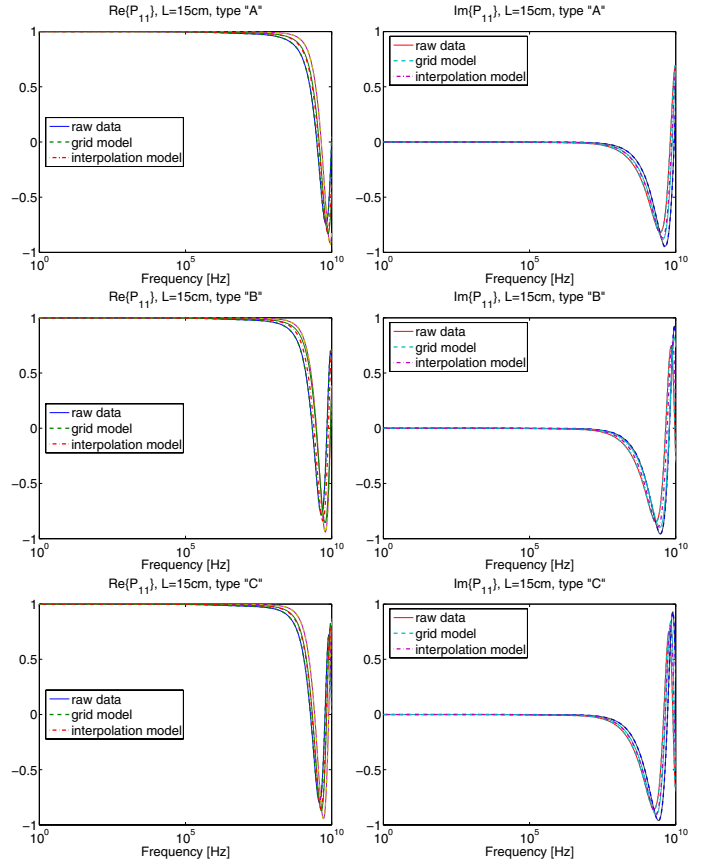 Re{P_11}, L=15cm, type "A"
1
0.5
0
−0.5
−1
raw data
grid model
interpolation model
10^0
10^5
10^10
Frequency [Hz]
Im{P_11}, L=15cm, type "A"
1
0.5
0
−0.5
−1
raw data
grid model
interpolation model
10^0
10^5
10^10
Frequency [Hz]
Re{P_11}, L=15cm, type "B"
1
0.5
0
−0.5
−1
raw data
grid model
interpolation model
10^0
10^5
10^10
Frequency [Hz]
Im{P_11}, L=15cm, type "B"
1
0.5
0
−0.5
−1
raw data
grid model
interpolation model
10^0
10^5
10^10
Frequency [Hz]
Re{P_11}, L=15cm, type "C"
1
0.5
0
−0.5
−1
raw data
grid model
interpolation model
10^0
10^5
10^10
Frequency [Hz]
Im{P_11}, L=15cm, type "C"
1
0.5
0
−0.5
−1
raw data
grid model
interpolation model
10^0
10^5
10^10
Frequency [Hz]